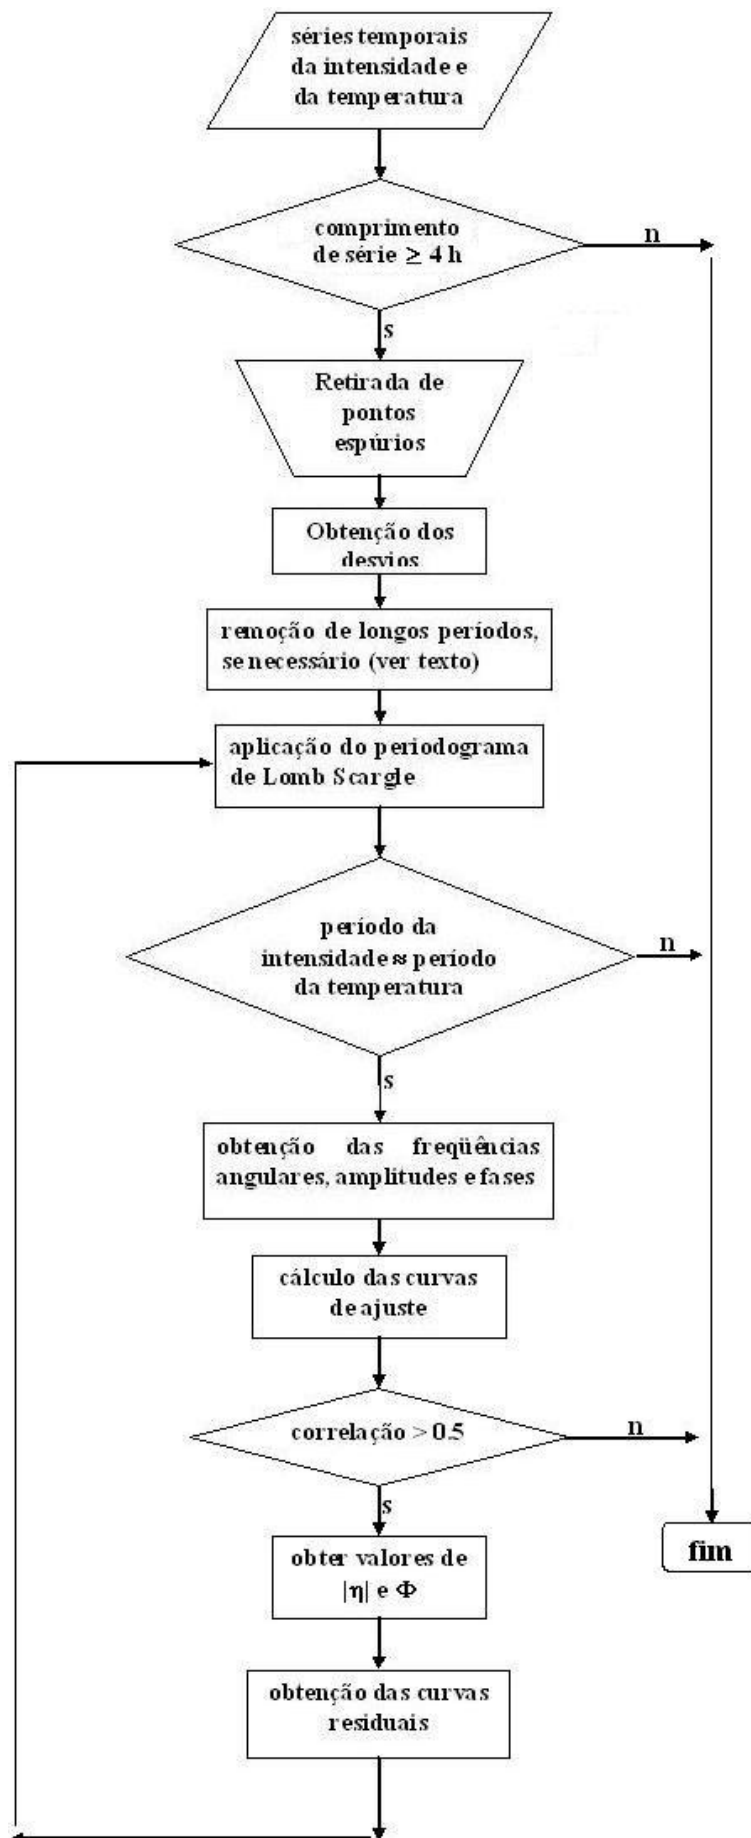 séries temporais
da intensidade e
da temperatura
comprimento
de série ≥ 4 h
n
s
Retirada de
pontos
espúrios
Obtenção dos
desvios
remoção de longos períodos,
se necessário (ver texto)
aplicação do periodograma
de Lomb Scargle
período da
intensidade ≈ período
da temperatura
n
s
obtenção das freqüências
angulares, amplitudes e fases
cálculo das curvas
de ajuste
correlação > 0.5
n
s
fim
obter valores de
|η| e Φ
obtenção das curvas
residuais